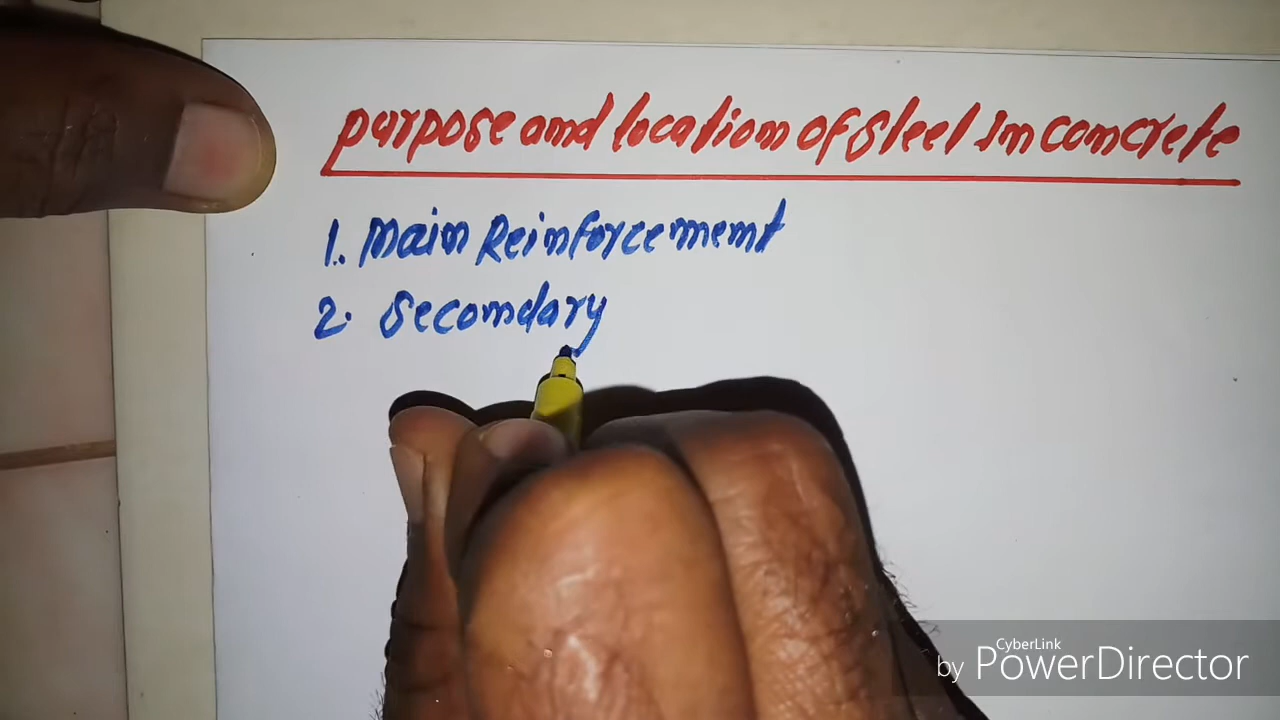 purpose and location of steel In concrete
1. Main Reinforcement
2. Secondary
CyberLink
by PowerDirector